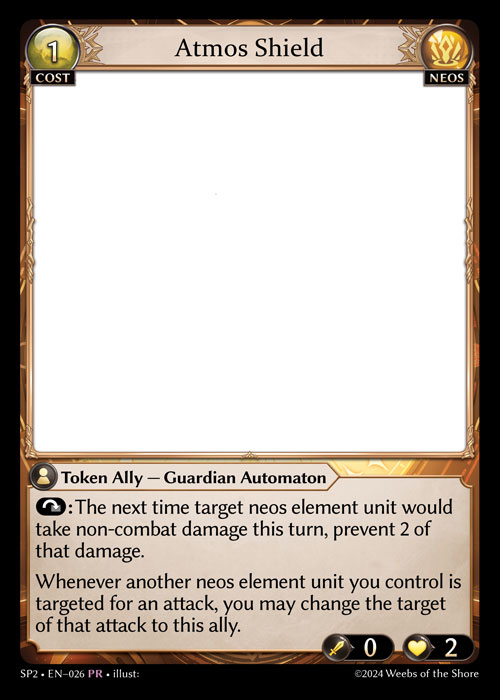 1
COST
Atmos Shield
NEOS
Token Ally — Guardian Automaton
:The next time target neos element unit would
take non-combat damage this turn, prevent 2 of
that damage.
Whenever another neos element unit you control is
targeted for an attack, you may change the target
of that attack to this ally.
0
2
SP2 • EN–026 PR • illust:
©2024 Weebs of the Shore